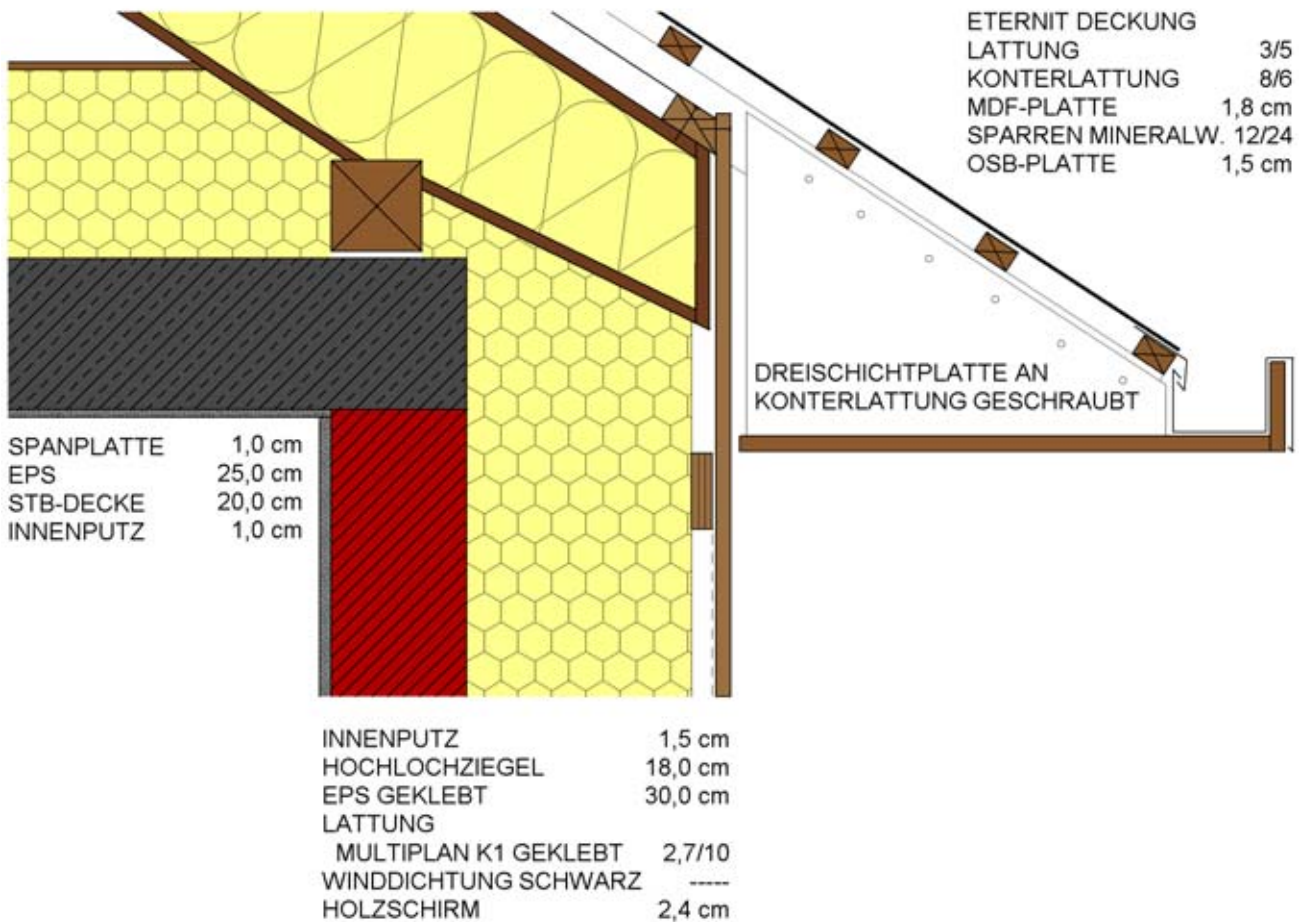 ETERNIT DECKUNG
LATTUNG 3/5
KONTERLATTUNG 8/6
MDF-PLATTE 1,8 cm
SPARREN MINERALW. 12/24
OSB-PLATTE 1,5 cm
DREISCHICHTPLATTE AN
KONTERLATTUNG GESCHRAUBT
SPANPLATTE 1,0 cm
EPS 25,0 cm
STB-DECKE 20,0 cm
INNENPUTZ 1,0 cm
INNENPUTZ 1,5 cm
HOCHLOCHZIEGEL 18,0 cm
EPS GEKLEBT 30,0 cm
LATTUNG
MULTIPLAN K1 GEKLEBT 2,7/10
WINDDICHTUNG SCHWARZ -----
HOLZSCHIRM 2,4 cm